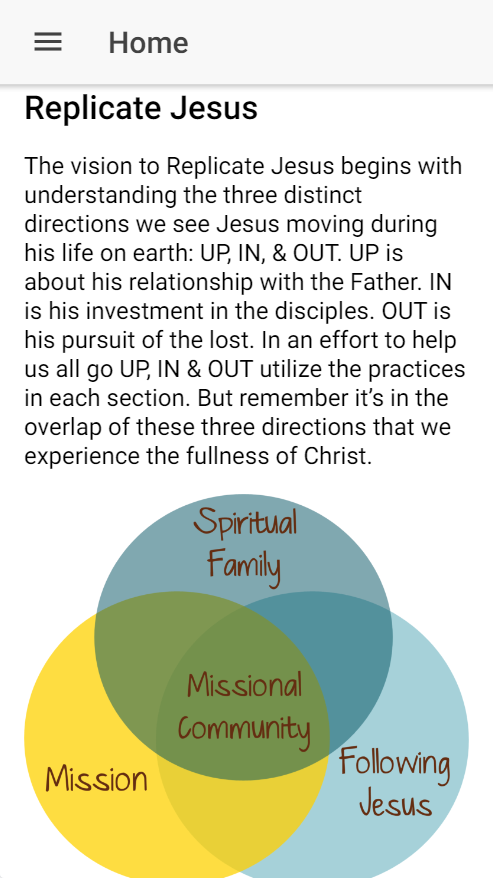 Home
Replicate Jesus
The vision to Replicate Jesus begins with
understanding the three distinct
directions we see Jesus moving during
his life on earth: UP, IN, & OUT. UP is
about his relationship with the Father. IN
is his investment in the disciples. OUT is
his pursuit of the lost. In an effort to help
us all go UP, IN & OUT utilize the practices
in each section. But remember it’s in the
overlap of these three directions that we
experience the fullness of Christ.
Spiritual
Family
Missional
Community
Mission
Following
Jesus